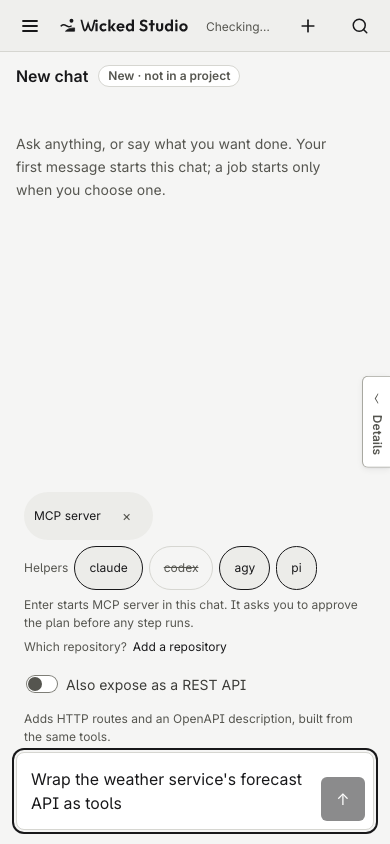 Wicked Studio Checking...
New chat New · not in a project
Ask anything, or say what you want done. Your
first message starts this chat; a job starts only
when you choose one.
Details
MCP server ×
Helpers claude codex agy pi
Enter starts MCP server in this chat. It asks you to approve
the plan before any step runs.
Which repository? Add a repository
Also expose as a REST API
Adds HTTP routes and an OpenAPI description, built from
the same tools.
Wrap the weather service's forecast
API as tools